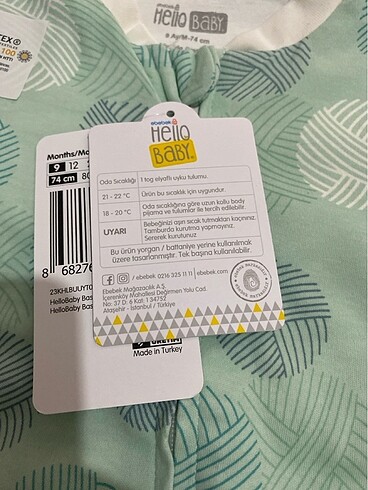 ebebek
Hello
BABY
9 Ay/M-74 cm
TEX®
100
Months/Mo
9 12
74 cm 80
8 6827
23KHLBUUYTO
HelloBaby Bas
HelloBaby Bas
Made in Turkey
ebebek
Hello
BABY
Oda Sıcaklığı 1 tog elyaflı uyku tulumu.
21 - 22 °C Ürün bu sıcaklık için uygundur.
18 - 20 °C Oda sıcaklığına göre uzun kollu body
pijama ve tulumlar ile tercih edilebilir.
UYARI Bebeğinizi aşırı sıcak tutmaktan kaçınınız.
Tamburda kurutma yapmayınız.
Sererek kurutunuz
Bu ürün yorgan / battaniye yerine kullanılmak
üzere tasarlanmıştır. Tek başına kullanılabilir.
ebebek 0216 325 11 11 ebebek.com
Ebebek Mağazacılık A.Ş.
İçerenköy Mahallesi Değirmen Yolu Cad.
No: 37 D. 6 Kat: 1 34752
Ataşehir - İstanbul / Türkiye